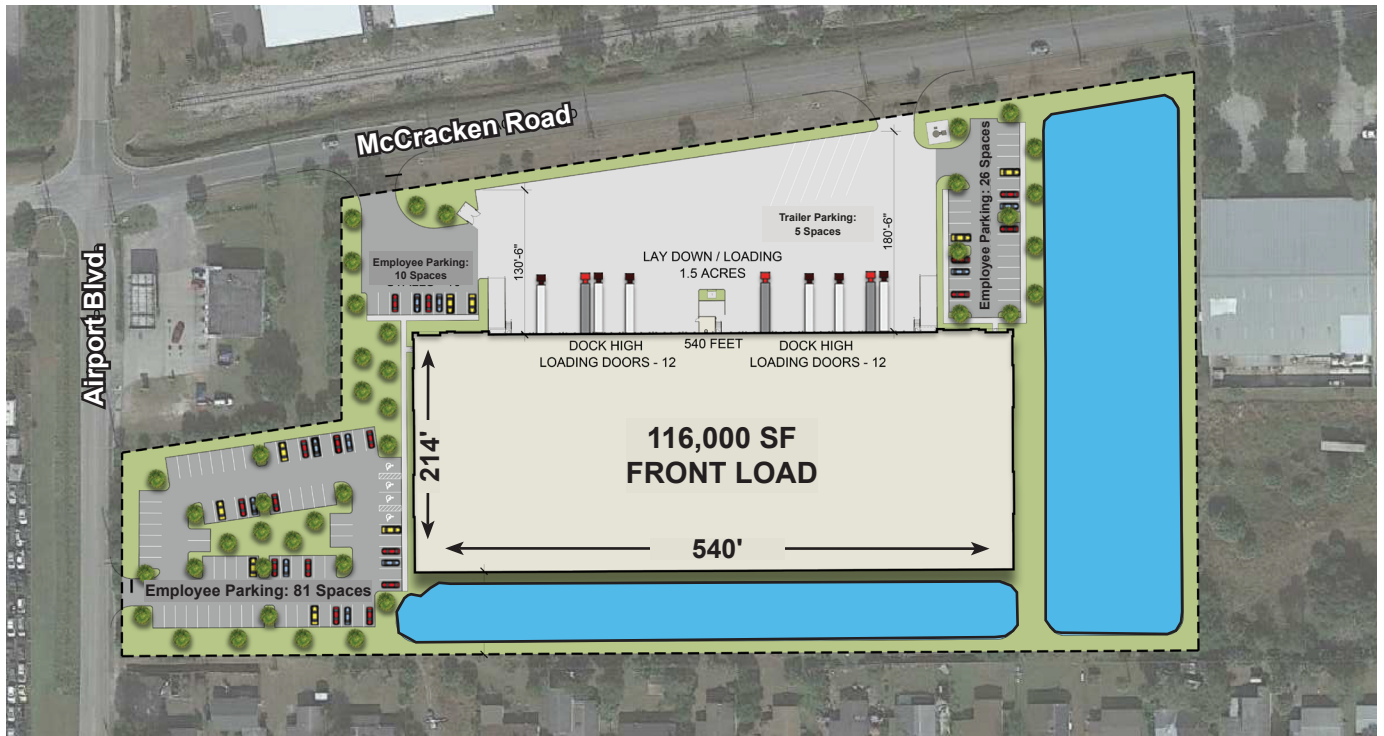 McCracken Road
Airport Blvd.
Employee Parking:
10 Spaces
130'-6"
LAY DOWN / LOADING
1.5 ACRES
Trailer Parking:
5 Spaces
180'-6"
Employee Parking: 26 Spaces
DOCK HIGH
LOADING DOORS - 12
540 FEET
DOCK HIGH
LOADING DOORS - 12
214'
116,000 SF
FRONT LOAD
540'
Employee Parking: 81 Spaces